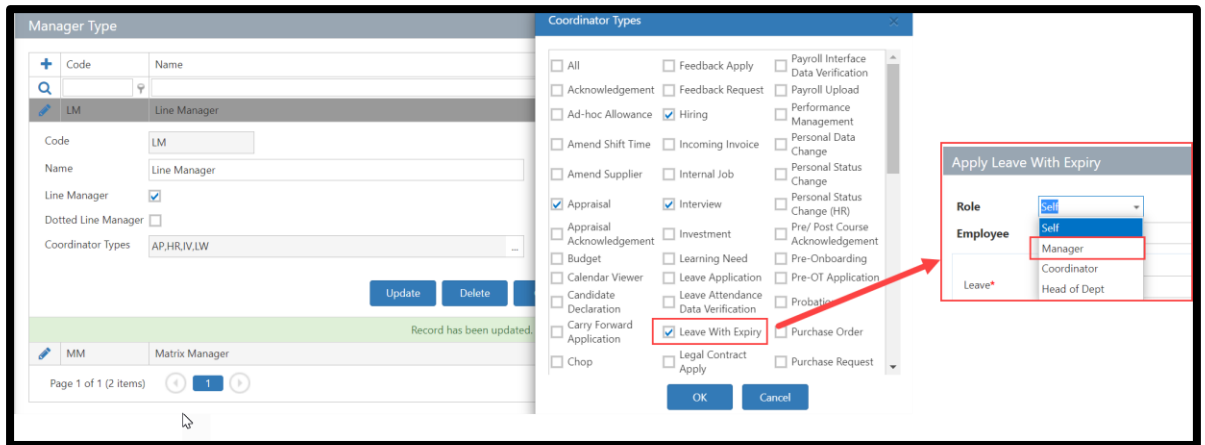 Manager Type
Code Name
LM Line Manager
Code LM
Name Line Manager
Line Manager
Dotted Line Manager
Coordinator Types AP,HR,IV,LW ...
Update Delete
Record has been updated.
MM Matrix Manager
Page 1 of 1 (2 items) 1
Coordinator Types
All
Feedback Apply
Payroll Interface
Data Verification
Acknowledgement
Feedback Request
Payroll Upload
Ad-hoc Allowance
Hiring
Performance
Management
Amend Shift Time
Incoming Invoice
Personal Data
Change
Amend Supplier
Internal Job
Personal Status
Change
Appraisal
Interview
Personal Status
Change (HR)
Appraisal
Acknowledgement
Investment
Pre/ Post Course
Acknowledgement
Budget
Learning Need
Pre-Onboarding
Calendar Viewer
Leave Application
Pre-OT Application
Candidate
Declaration
Leave Attendance
Data Verification
Carry Forward
Application
Leave With Expiry
Purchase Order
Chop
Legal Contract
Apply
Purchase Request
OK Cancel
Apply Leave With Expiry
Role Self
Employee
Self
Manager
Coordinator
Head of Dept
Leave*